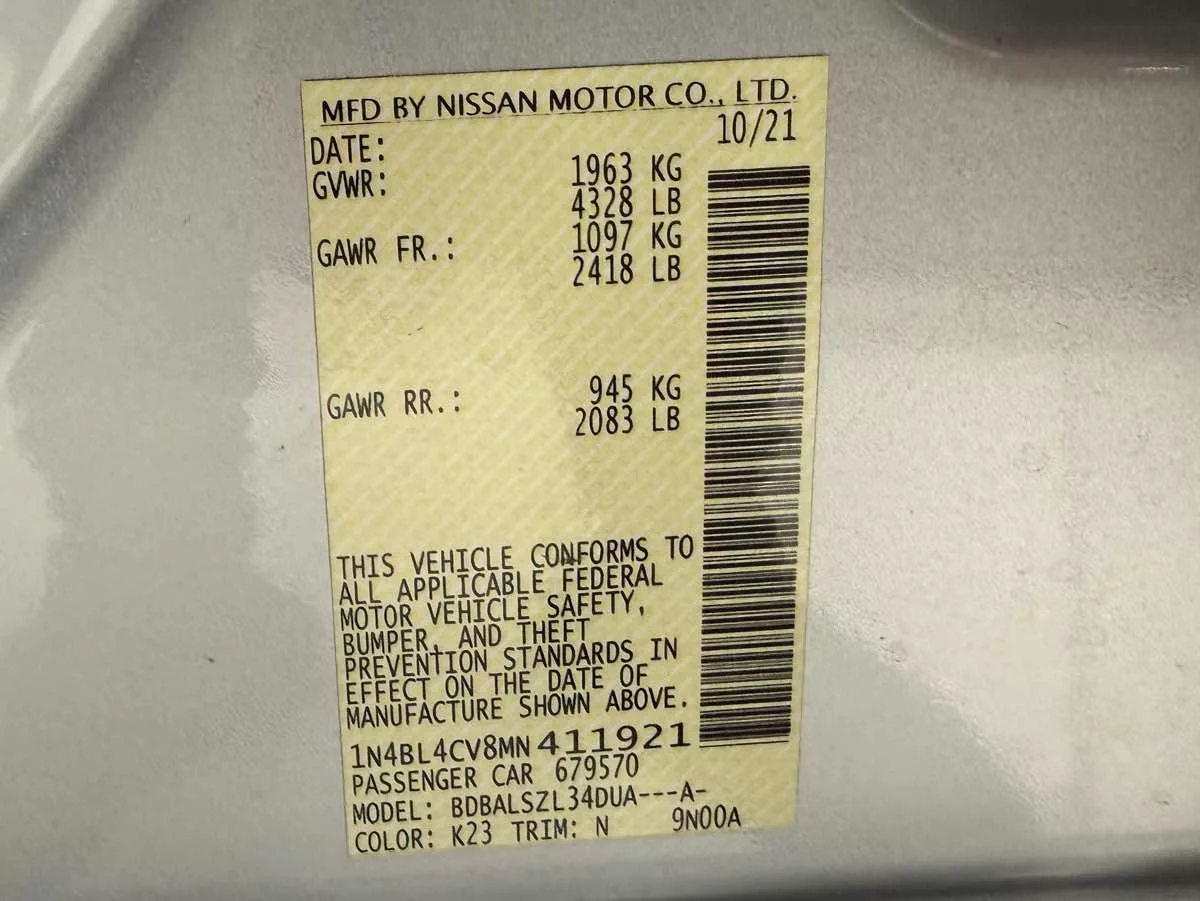 MFD BY NISSAN MOTOR CO., LTD.
DATE: 10/21
GVWR: 1963 KG
4328 LB
GAWR FR.: 1097 KG
2418 LB
GAWR RR.: 945 KG
2083 LB
THIS VEHICLE CONFORMS TO
ALL APPLICABLE FEDERAL
MOTOR VEHICLE SAFETY,
BUMPER, AND THEFT
PREVENTION STANDARDS IN
EFFECT ON THE DATE OF
MANUFACTURE SHOWN ABOVE.
1N4BL4CV8MN411921
PASSENGER CAR 679570
MODEL: BDBALSZL34DUA---A-
COLOR: K23 TRIM: N 9N00A